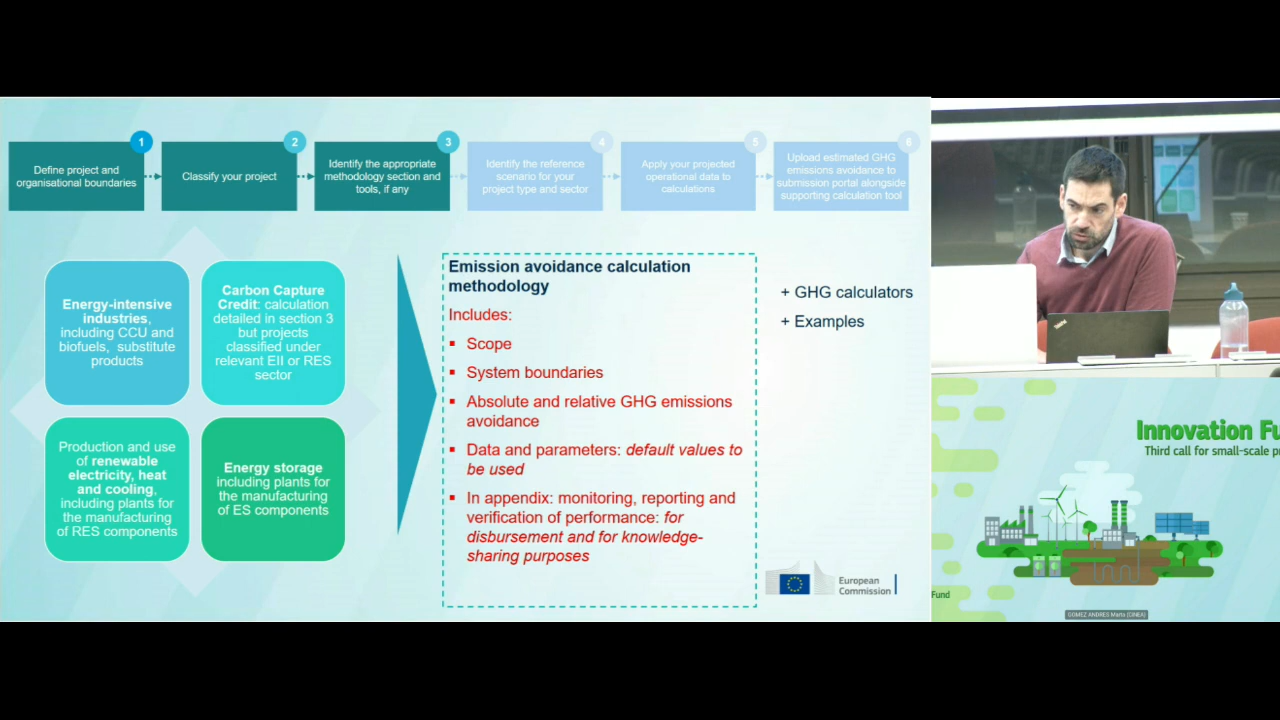 1
Define project and
organisational boundaries
2
Classify your project
3
Identify the appropriate
methodology section and
tools, if any
4
Identify the reference
scenario for your
project type and sector
5
Apply your projected
operational data to
calculations
6
Upload estimated GHG
emissions avoidance to
submission portal alongside
supporting calculation tool
Energy-intensive
industries,
including CCU and
biofuels, substitute
products
Carbon Capture
Credit: calculation
detailed in section 3
but projects
classified under
relevant EII or RES
sector
Production and use
of renewable
electricity, heat
and cooling,
including plants for
the manufacturing
of RES components
Energy storage
including plants for
the manufacturing
of ES components
Emission avoidance calculation
methodology
Includes:
▪ Scope
▪ System boundaries
▪ Absolute and relative GHG emissions
avoidance
▪ Data and parameters: default values to
be used
▪ In appendix: monitoring, reporting and
verification of performance: for
disbursement and for knowledge-
sharing purposes
+ GHG calculators
+ Examples
European
Commission
Innovation Fu
Third call for small-scale pr
Fund
GOMEZ ANDRES Marta (CINEA)